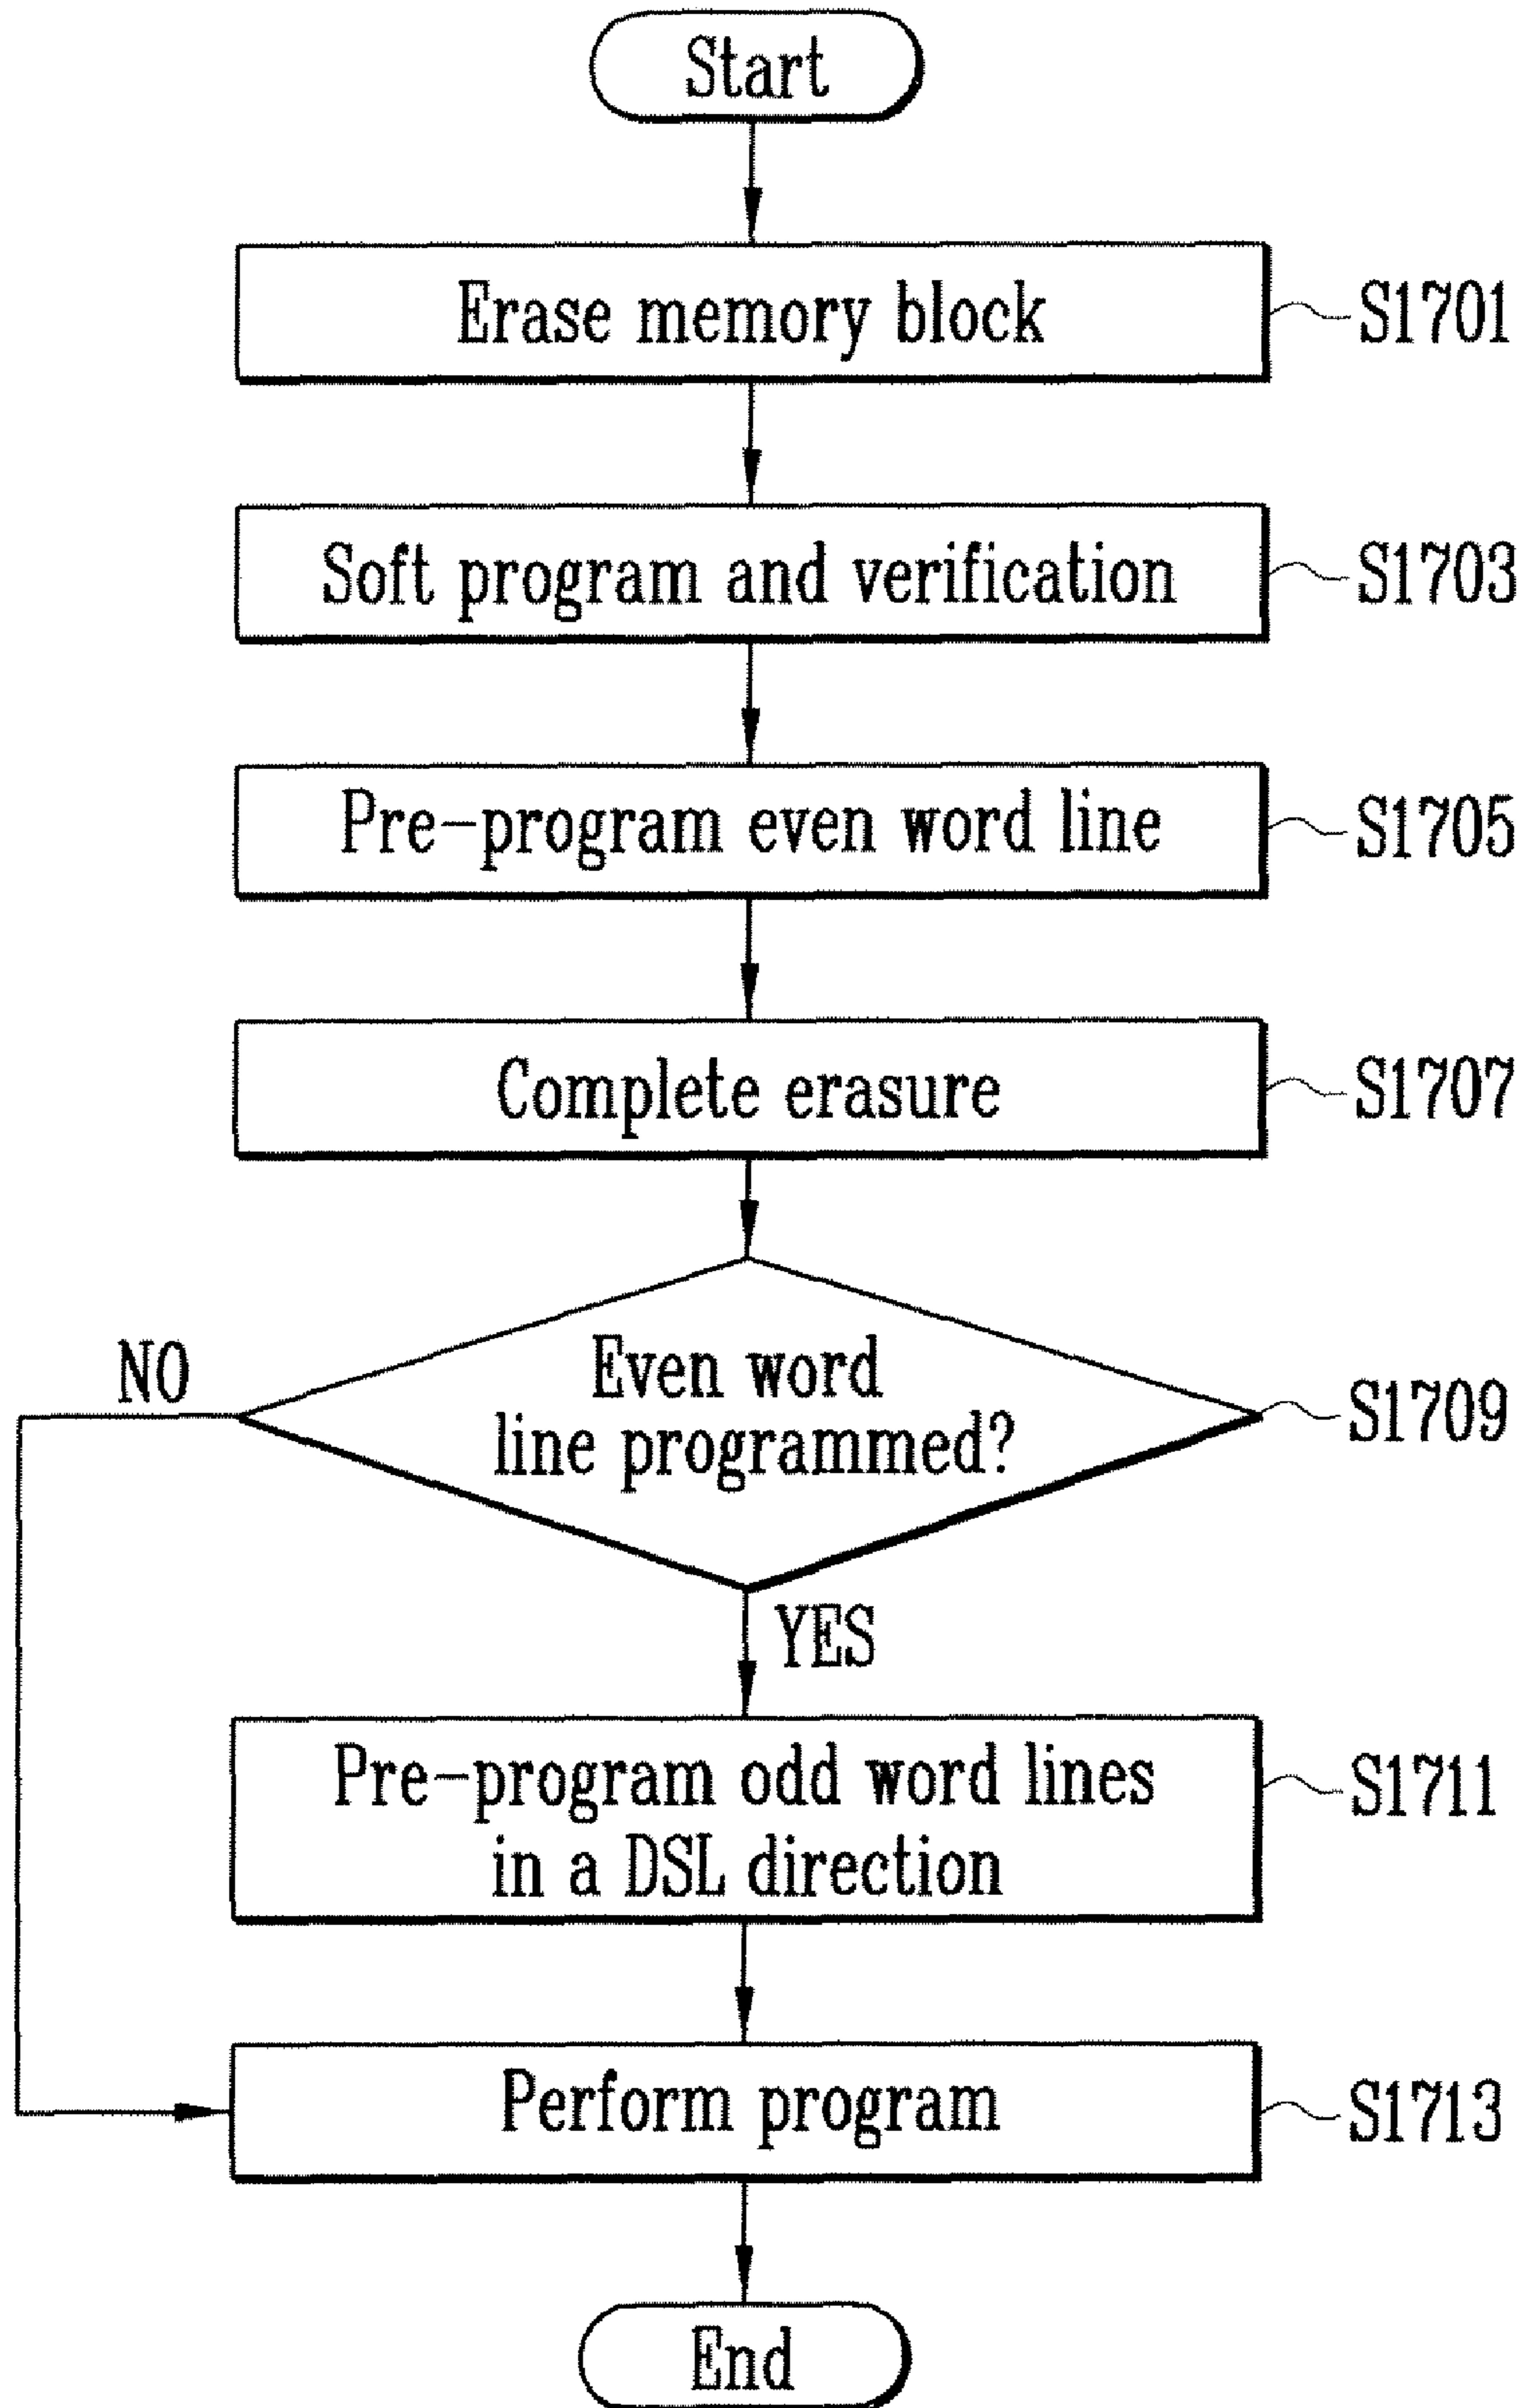 Start
Erase memory block
S1701
Soft program and verification
S1703
Pre-program even word line
S1705
Complete erasure
S1707
NO
Even word
line programmed?
S1709
YES
Pre-program odd word lines
in a DSL direction
S1711
Perform program
S1713
End